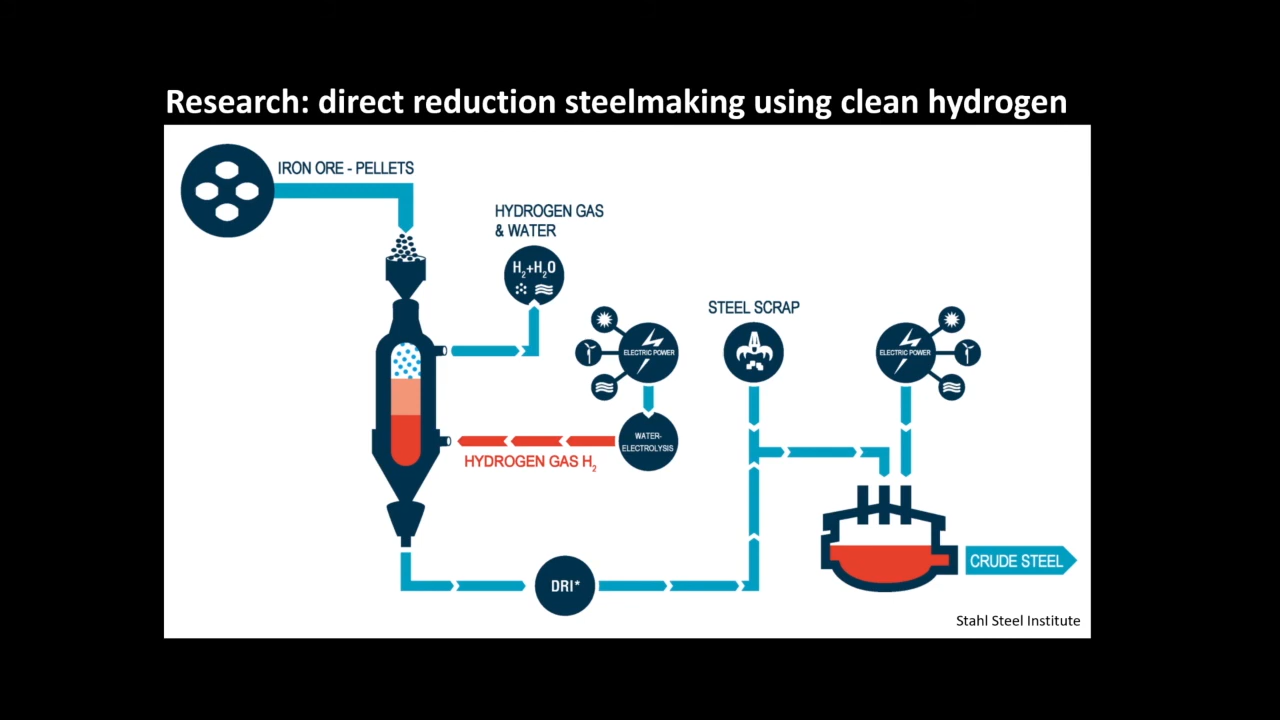 Research: direct reduction steelmaking using clean hydrogen
IRON ORE - PELLETS
HYDROGEN GAS
& WATER
H₂+H₂O
STEEL SCRAP
ELECTRIC POWER
ELECTRIC POWER
WATER-
ELECTROLYSIS
HYDROGEN GAS H₂
DRI*
CRUDE STEEL
Stahl Steel Institute